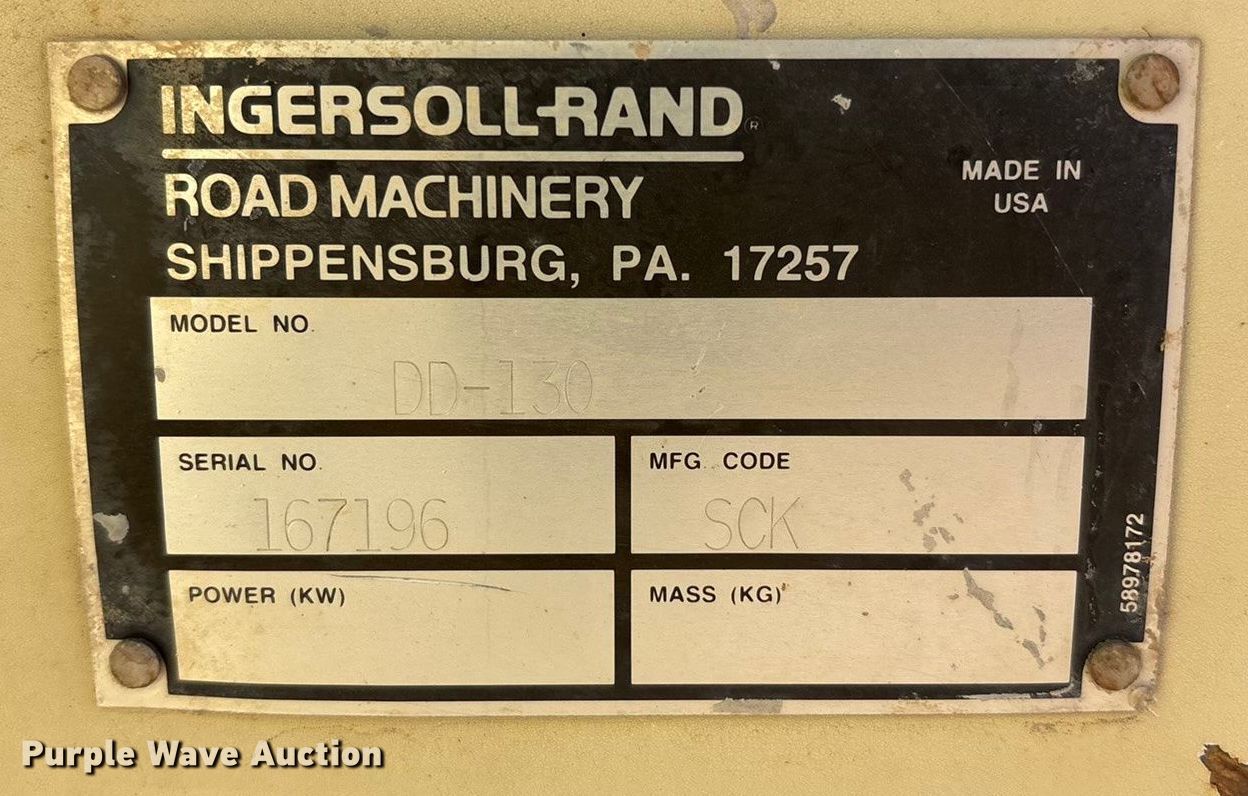 INGERSOLL-RAND®
ROAD MACHINERY
SHIPPENSBURG, PA. 17257
MADE IN
USA
MODEL NO.
DD-130
SERIAL NO.
167196
MFG. CODE
SCK
POWER (KW)
MASS (KG)
58978172
Purple Wave Auction